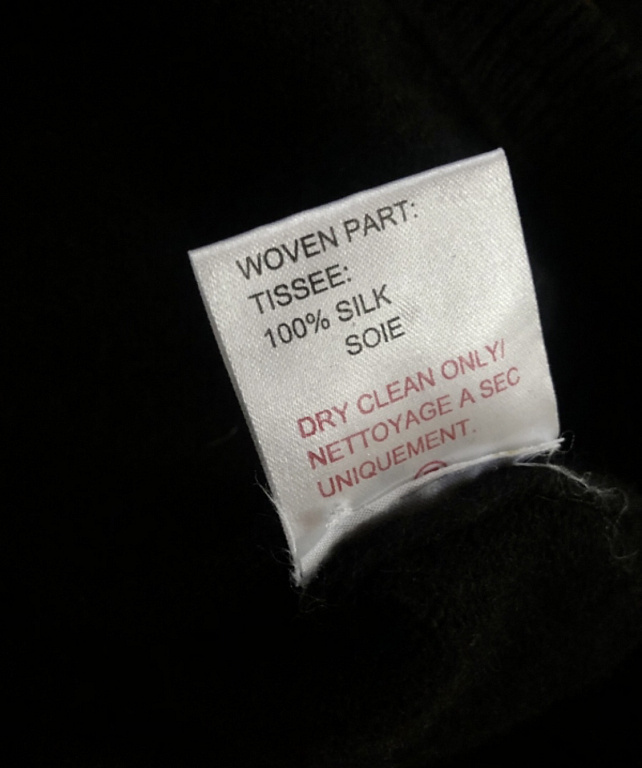 WOVEN PART:
TISSEE:
100% SILK
SOIE
DRY CLEAN ONLY/
NETTOYAGE A SEC
UNIQUEMENT.